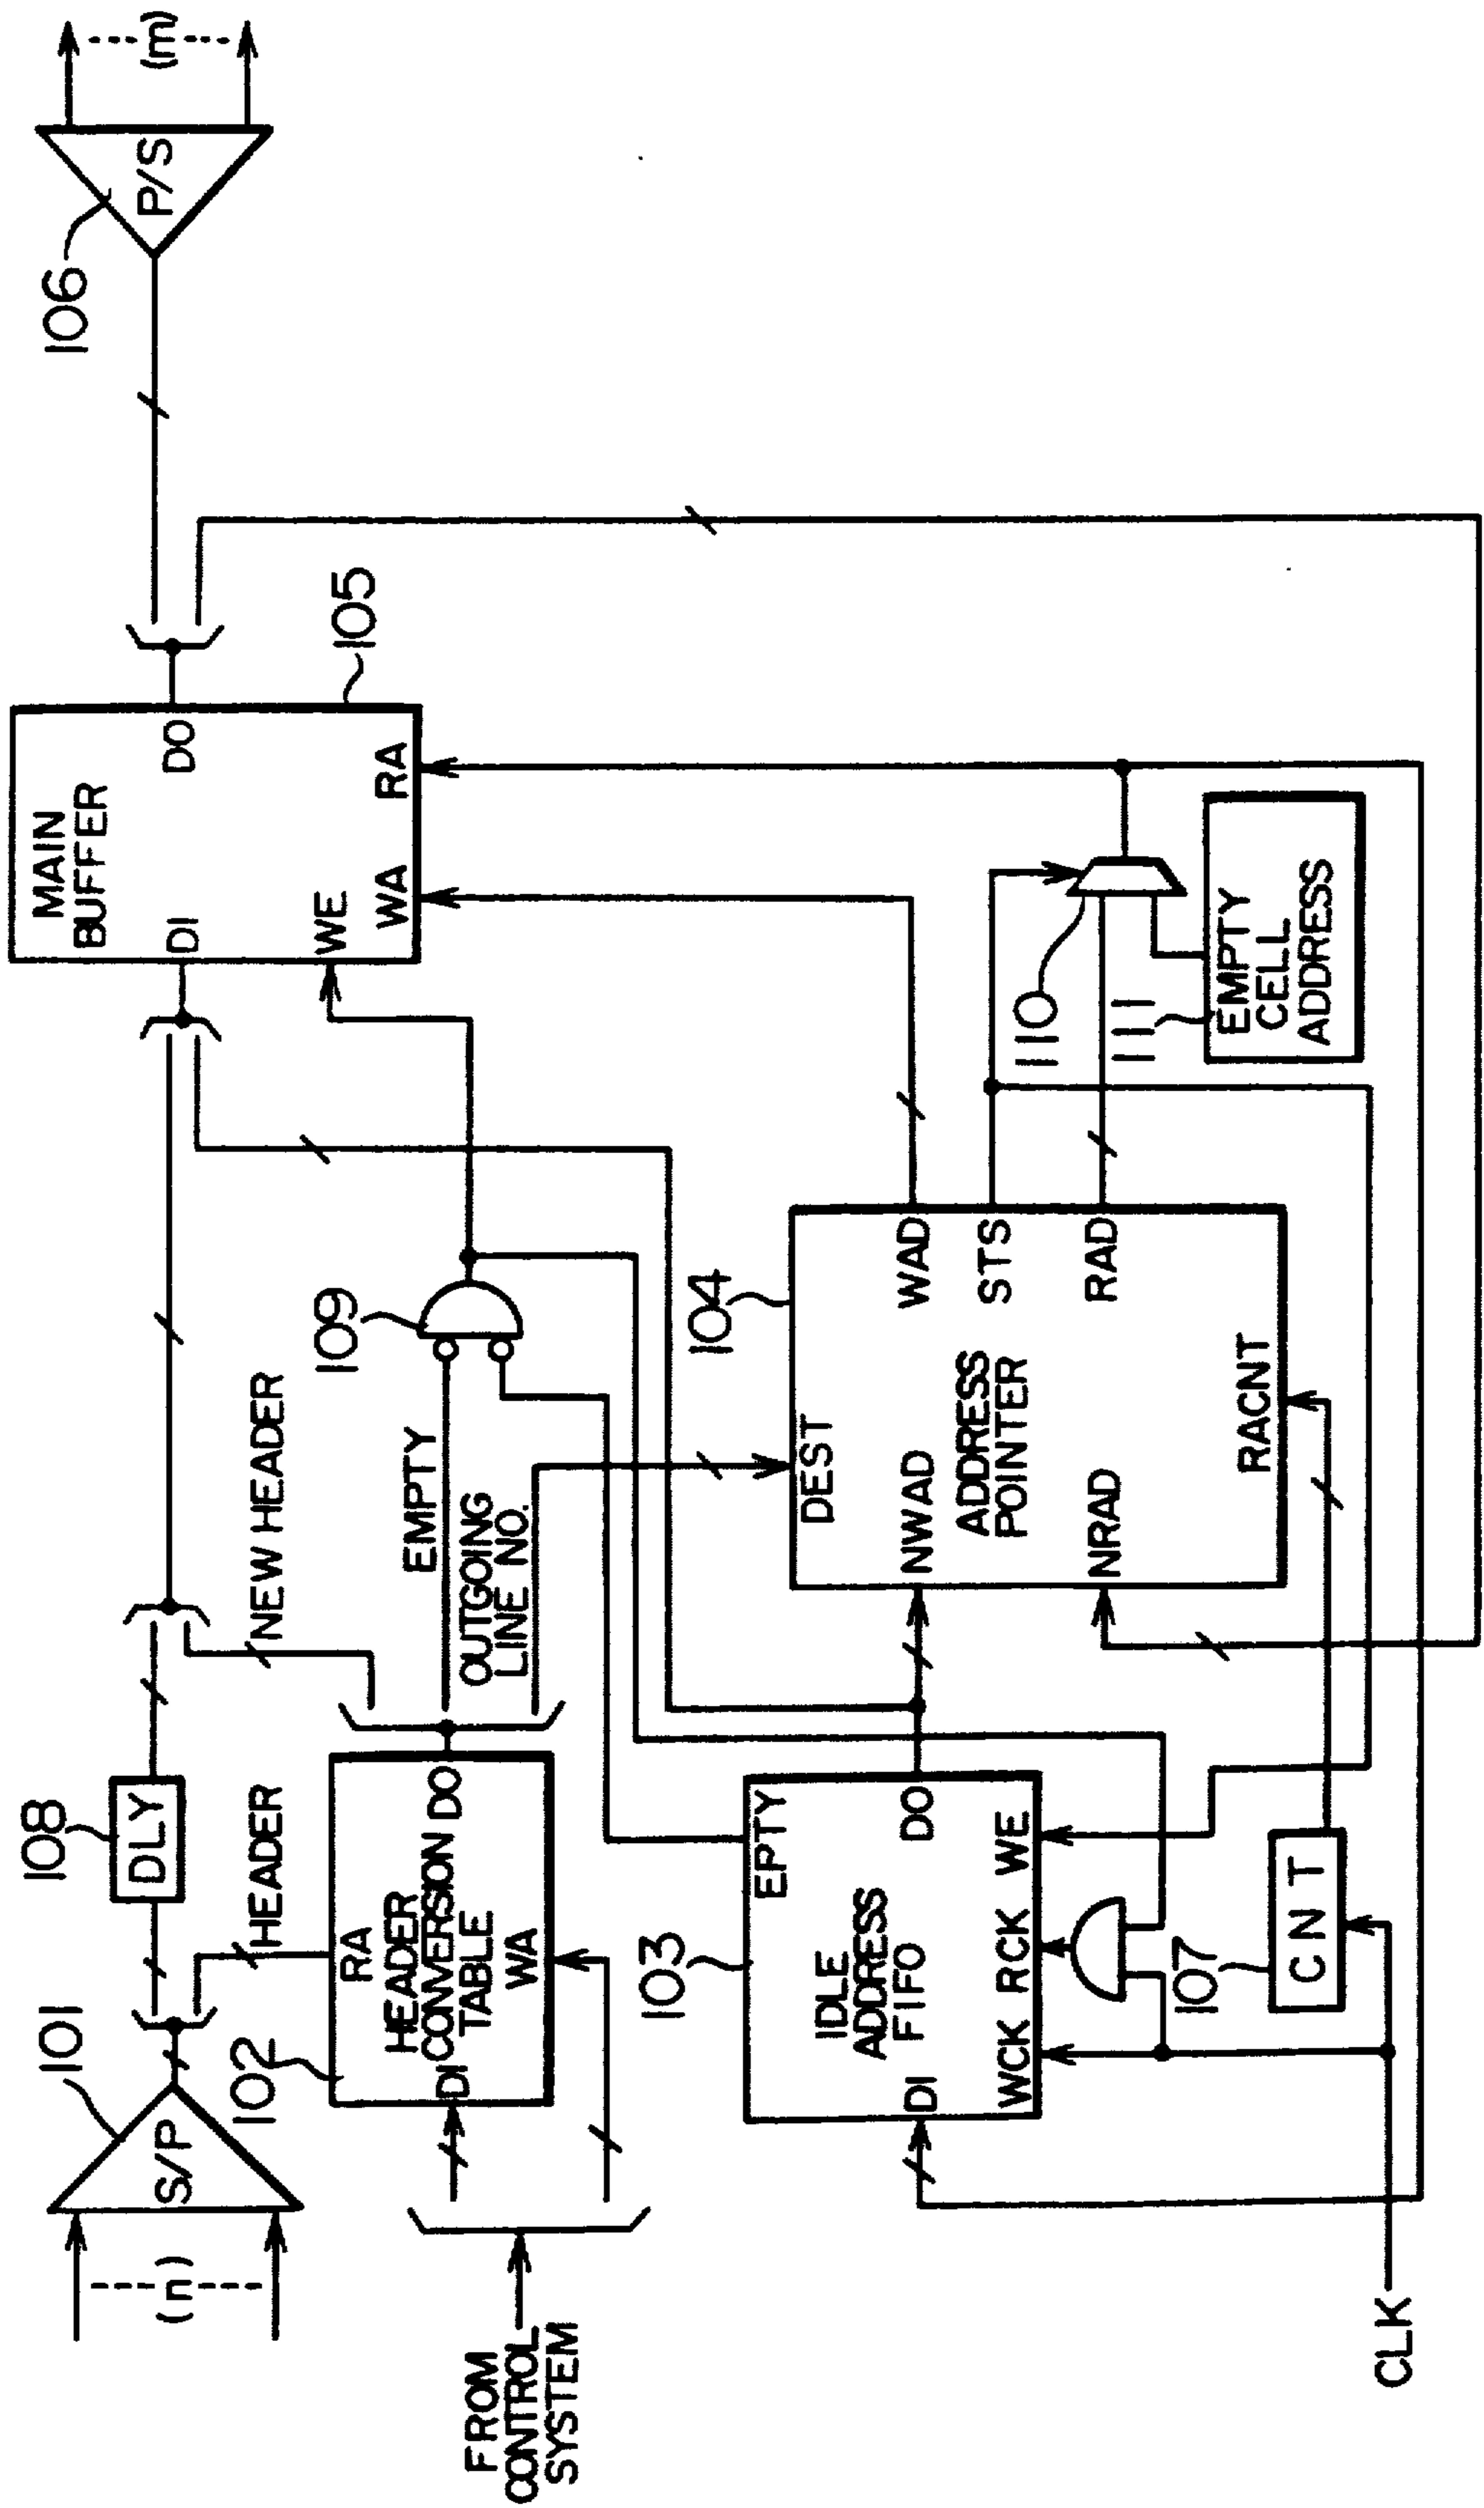 101
S/P
(n)
108
DLY
HEADER
NEW HEADER
102
RA
HEADER
CONVERSION
TABLE
DI
DO
WA
FROM
CONTROL
SYSTEM
EMPTY
OUTGOING
LINE NO.
109
MAIN
BUFFER
DI
DO
WE
WA
RA
105
106
P/S
(n)
103
EPTY
IDLE
ADDRESS
FIFO
DI
DO
WCK
RCK
WE
107
CNT
CLK
104
DEST
NWAD
ADDRESS
POINTER
NRAD
RACNT
WAD
STS
RAD
110
111
EMPTY
CELL
ADDRESS